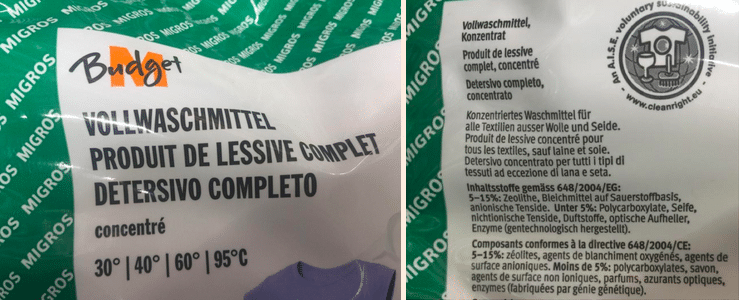 MIGROS
M
Budget
VOLLWASCHMITTEL
PRODUIT DE LESSIVE COMPLET
DETERSIVO COMPLETO
concentré
30° | 40° | 60° | 95°C
Vollwaschmittel,
Konzentrat
Produit de lessive
complet, concentré
Detersivo completo,
concentrato
An A.I.S.E. voluntary sustainability initiative
www.cleanright.eu
Konzentriertes Waschmittel für
alle Textilien ausser Wolle und Seide.
Produit de lessive concentré pour
tous les textiles, sauf laine et soie.
Detersivo concentrato per tutti i tipi di
tessuti ad eccezione di lana e seta.
Inhaltsstoffe gemäss 648/2004/EG:
5–15%: Zeolithe, Bleichmittel auf Sauerstoffbasis,
anionische Tenside. Unter 5%: Polycarboxylate, Seife,
nichtionische Tenside, Duftstoffe, optische Aufheller,
Enzyme (gentechnologisch hergestellt).
Composants conformes à la directive 648/2004/CE:
5–15%: zéolites, agents de blanchiment oxygénés, agents de
surface anioniques. Moins de 5%: polycarboxylates, savon,
agents de surface non ioniques, parfums, azurants optiques,
enzymes (fabriquées par génie génétique).